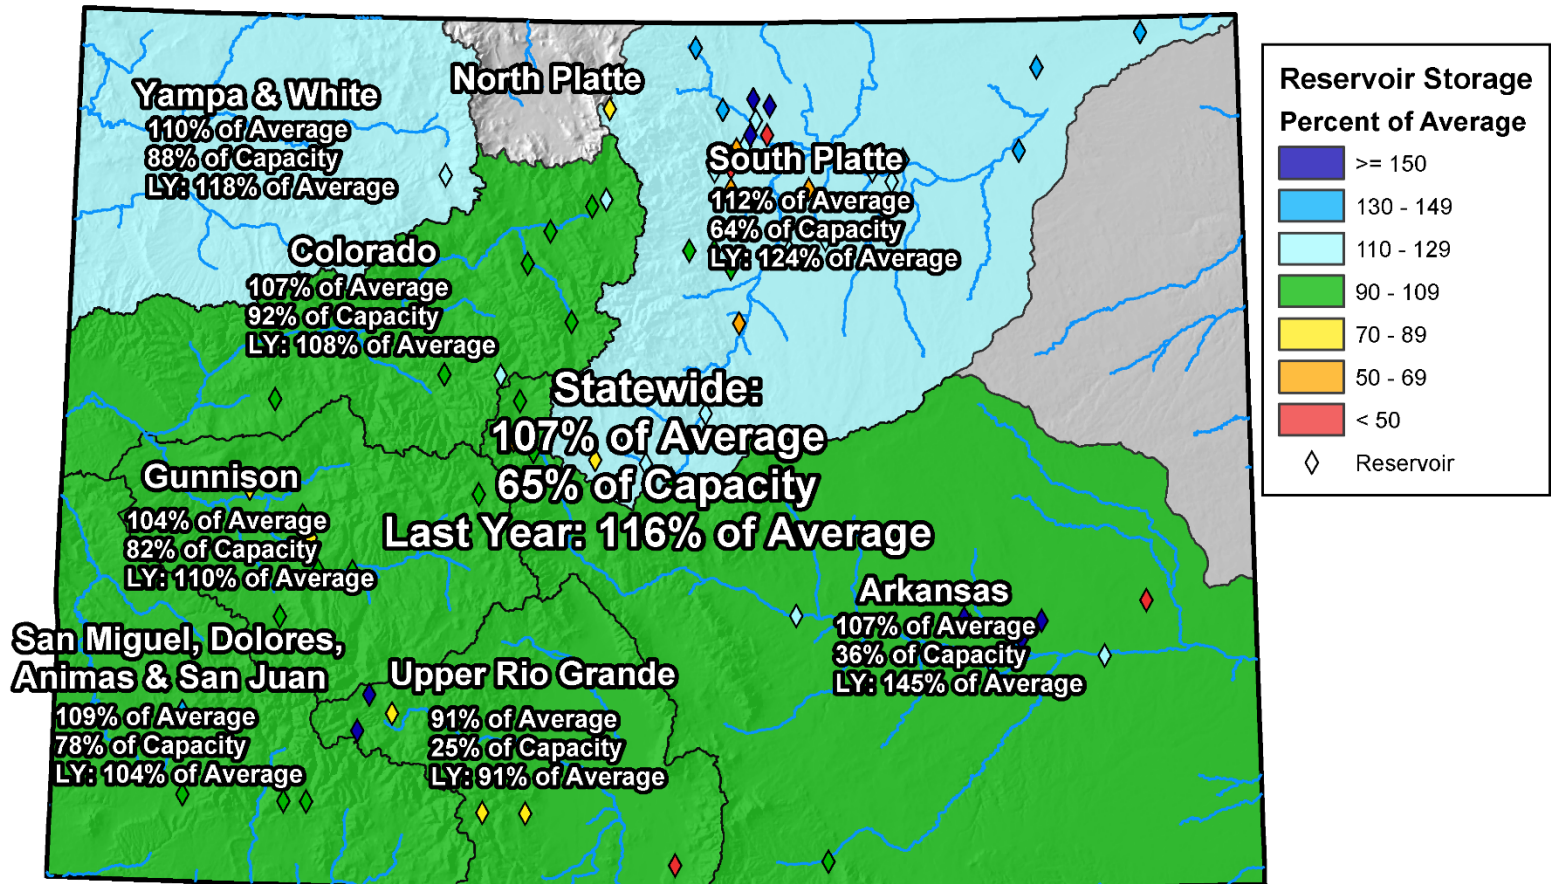 North Platte
Yampa & White
110% of Average
88% of Capacity
LY: 118% of Average
South Platte
112% of Average
64% of Capacity
LY: 124% of Average
Colorado
107% of Average
92% of Capacity
LY: 108% of Average
Statewide:
107% of Average
65% of Capacity
Last Year: 116% of Average
Gunnison
104% of Average
82% of Capacity
LY: 110% of Average
Arkansas
107% of Average
36% of Capacity
LY: 145% of Average
San Miguel, Dolores,
Animas & San Juan
109% of Average
78% of Capacity
LY: 104% of Average
Upper Rio Grande
91% of Average
25% of Capacity
LY: 91% of Average
Reservoir Storage
Percent of Average
>= 150
130 - 149
110 - 129
90 - 109
70 - 89
50 - 69
< 50
Reservoir